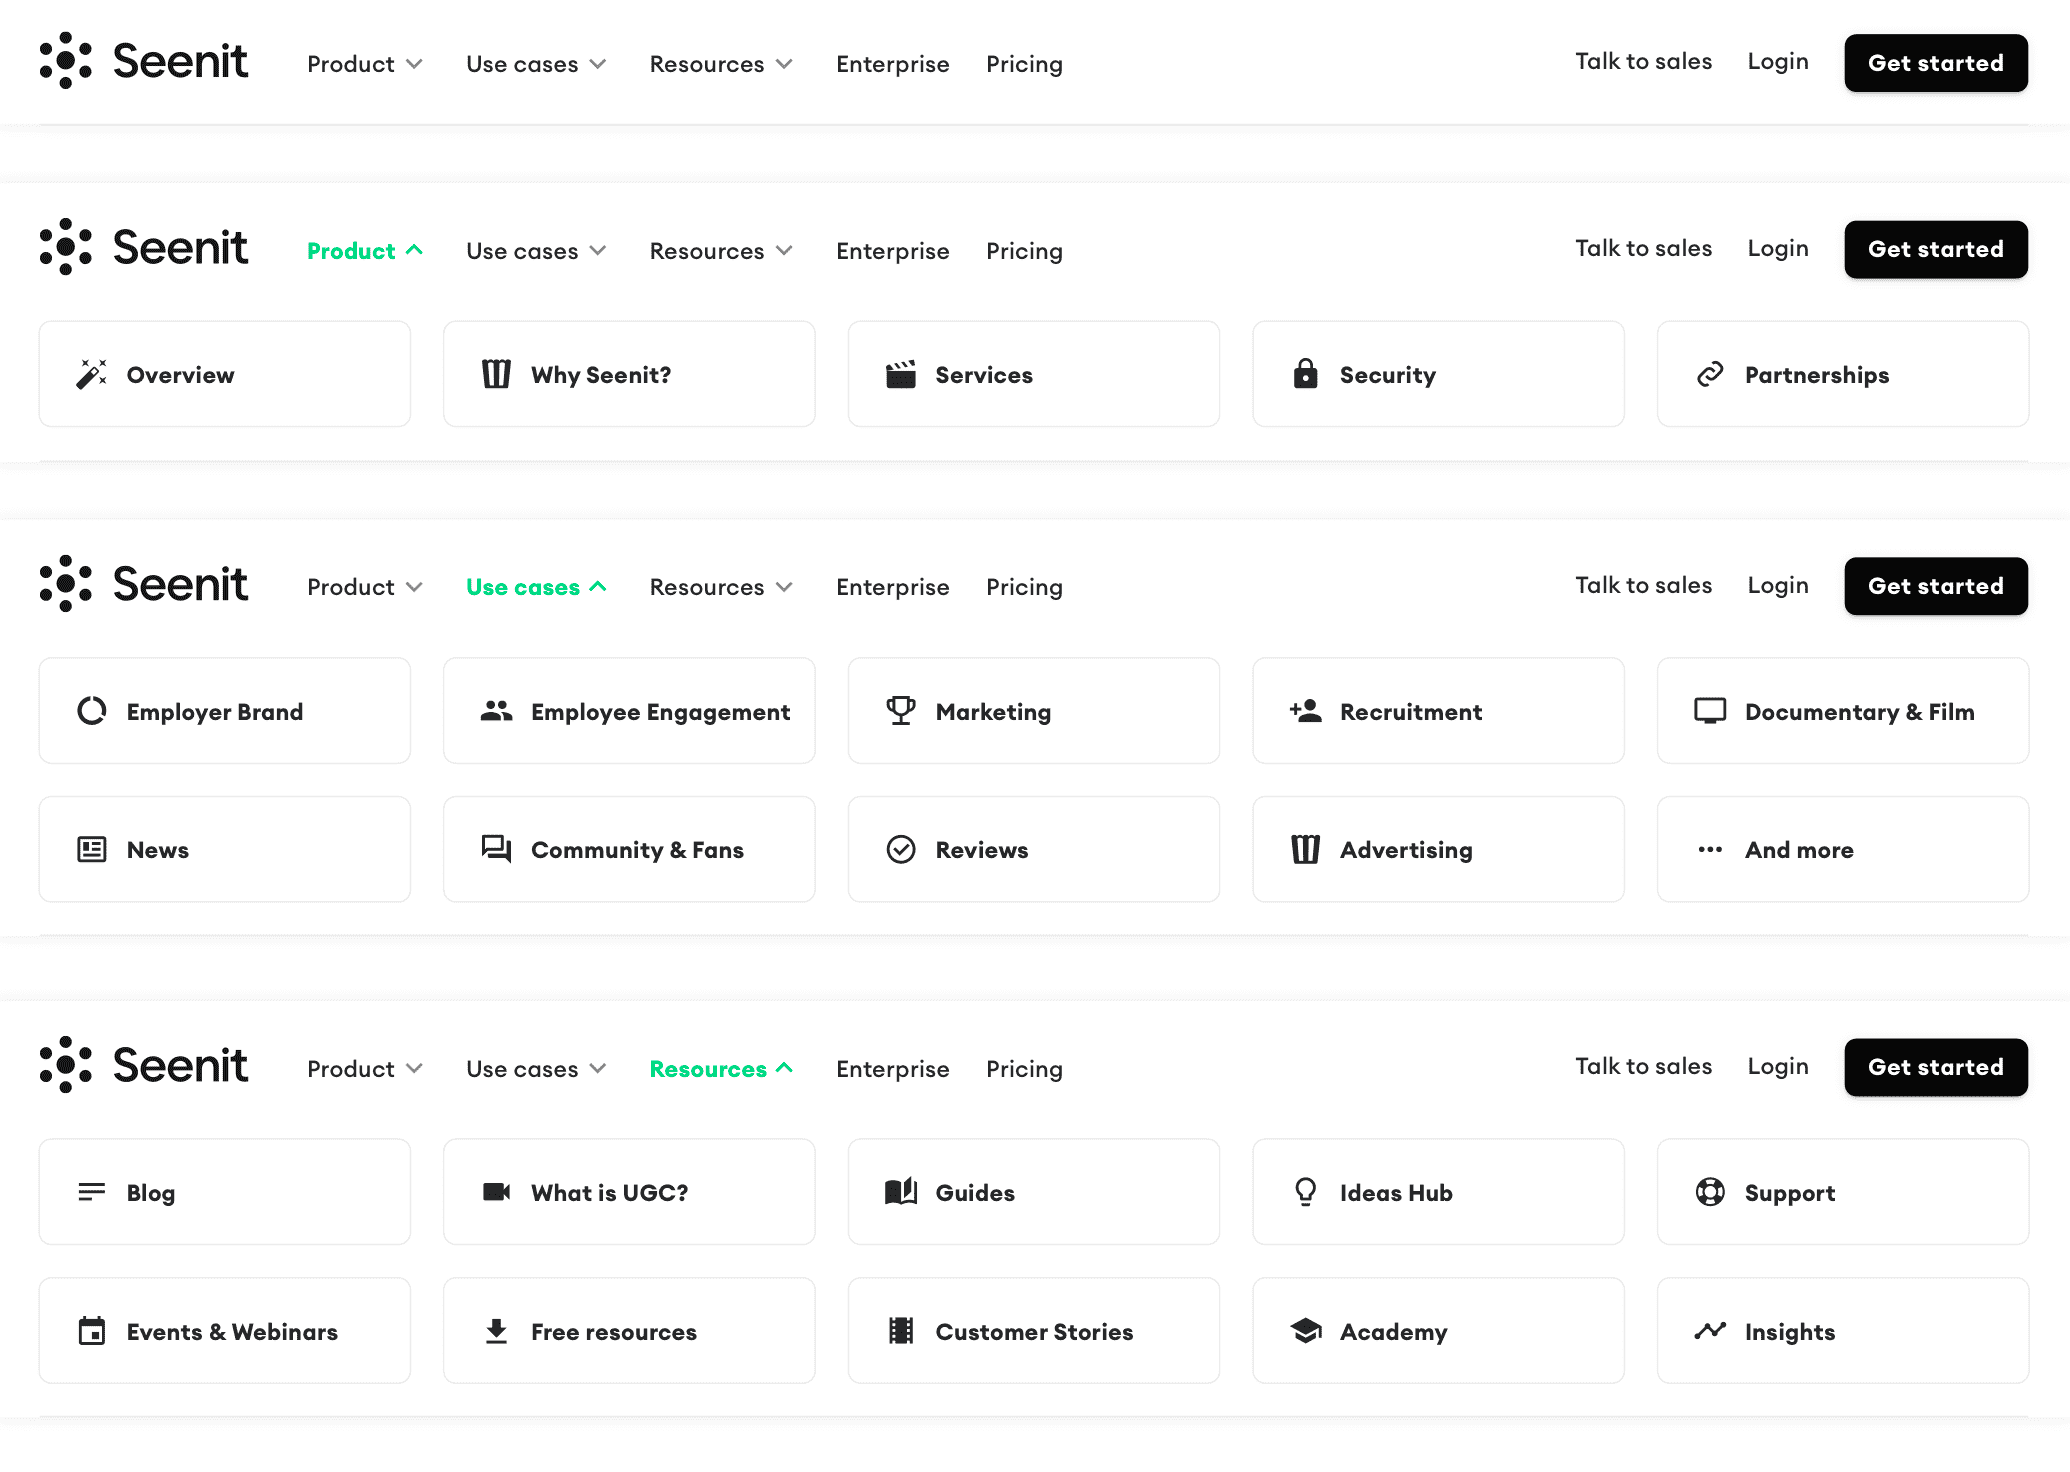 Seenit Product Use cases Resources Enterprise Pricing Talk to sales Login Get started
Seenit Product Use cases Resources Enterprise Pricing Talk to sales Login Get started
Overview Why Seenit? Services Security Partnerships
Seenit Product Use cases Resources Enterprise Pricing Talk to sales Login Get started
Employer Brand Employee Engagement Marketing Recruitment Documentary & Film
News Community & Fans Reviews Advertising And more
Seenit Product Use cases Resources Enterprise Pricing Talk to sales Login Get started
Blog What is UGC? Guides Ideas Hub Support
Events & Webinars Free resources Customer Stories Academy Insights